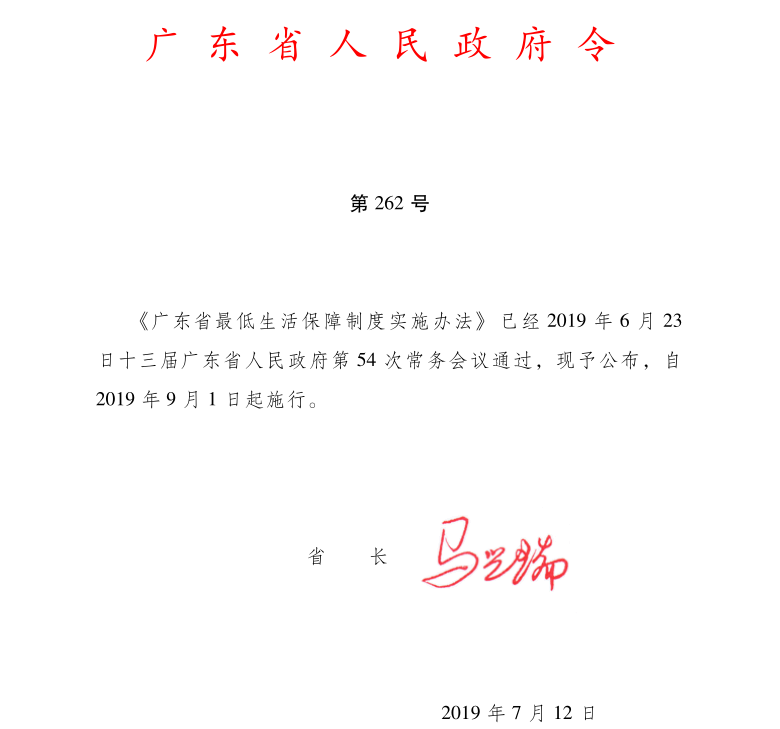 广东省人民政府令
第 262 号
《广东省最低生活保障制度实施办法》已经 2019 年 6 月 23
日十三届广东省人民政府第 54 次常务会议通过，现予公布，自
2019 年 9 月 1 日起施行。
省 长 马兴瑞
2019 年 7 月 12 日